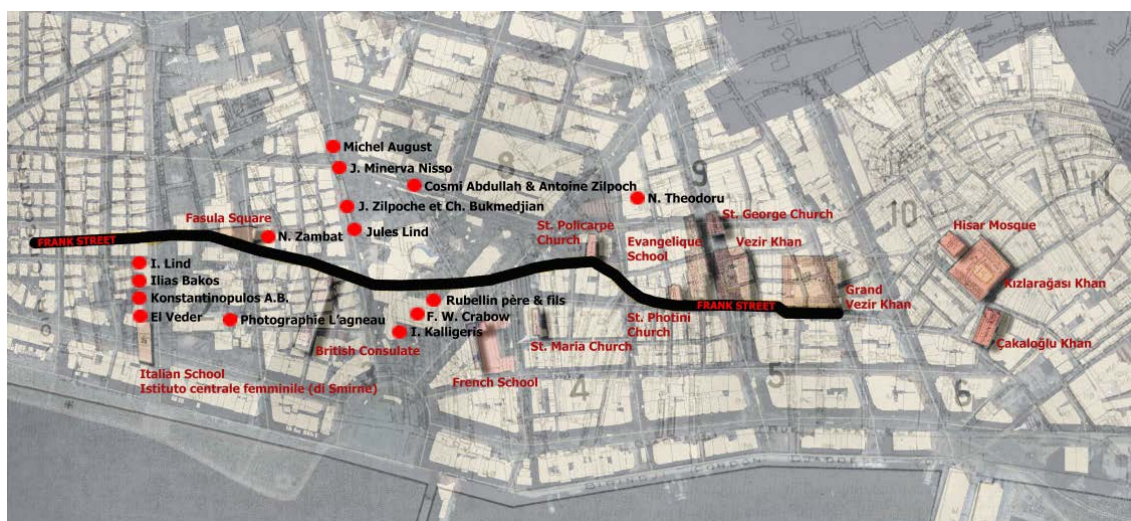 Michel August
J. Minerva Nisso
Cosmi Abdullah & Antoine Zilpoch
J. Zilpoche et Ch. Bukmedjian
Jules Lind
Fasula Square
N. Zambat
FRANK STREET
I. Lind
Ilias Bakos
Konstantinopulos A.B.
El Veder
Photographie L'agneau
Italian School
Istituto centrale femminile (di Smirne)
British Consulate
Rubellin père & fils
F. W. Crabow
I. Kalligeris
French School
St. Maria Church
St. Policarpe
Church
N. Theodoru
Evangelique
School
St. George Church
Vezir Khan
St. Photini
Church
FRANK STREET
Grand
Vezir Khan
Hisar Mosque
Kızlarağası Khan
Çakaloğlu Khan
8
9
10
4
5
6